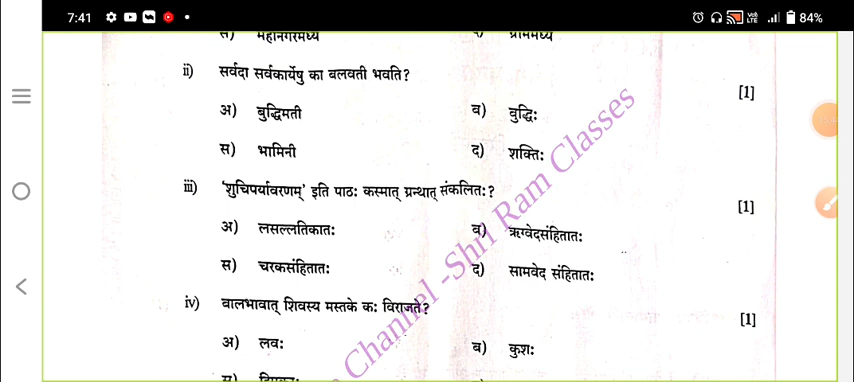 7:41 84%
स) महानगरमध्ये ग्राममध्ये
ii) सर्वदा सर्वकार्येषु का बलवती भवति? [1]
अ) बुद्धिमती ब) बुद्धिः
स) भामिनी द) शक्तिः
iii) 'शुचिपर्यावरणम्' इति पाठः कस्मात् ग्रन्थात् संकलितः? [1]
अ) लसल्लतिकातः ब) ऋग्वेदसंहितातः
स) चरकसंहितातः द) सामवेद संहितातः
iv) बालभावात् शिवस्य मस्तके कः विराजते? [1]
अ) लवः ब) कुशः
Channel -Shri Ram Classes